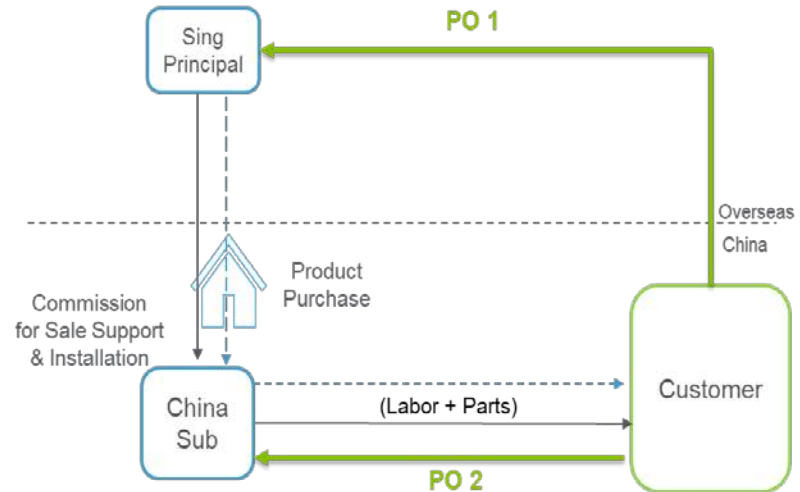 PO 1
Sing
Principal
Overseas
China
Product
Purchase
Commission
for Sale Support
& Installation
China
Sub
(Labor + Parts)
Customer
PO 2